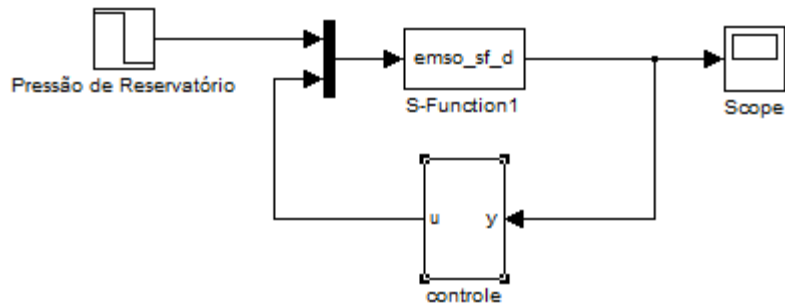 emso_sf_d
Pressão de Reservatório
S-Function1
Scope
u
y
controle